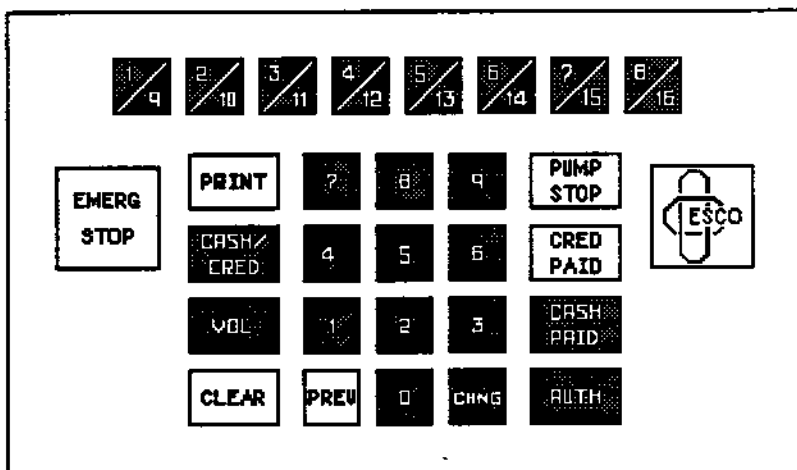 1/9 2/10 3/11 4/12 5/13 6/14 7/15 8/16
EMERG
STOP
PRINT 7 8 9 PUMP
STOP
ESCO
CASH/
CRED 4 5 6 CRED
PAID
VOL 1 2 3 CASH
PAID
CLEAR PREV 0 CHNG AUTH